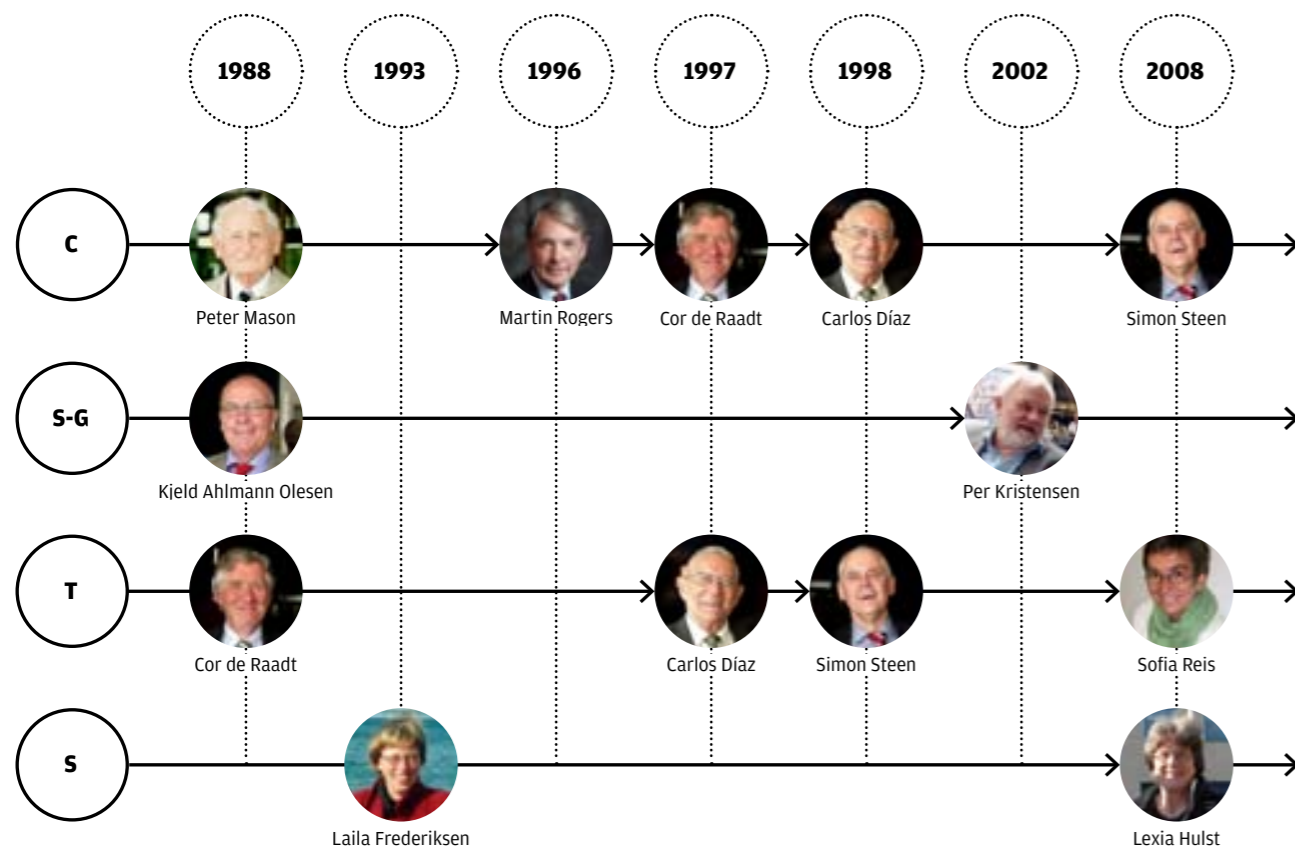 1988 1993 1996 1997 1998 2002 2008
C
Peter Mason Martin Rogers Cor de Raadt Carlos Díaz Simon Steen
S-G
Kjeld Ahlmann Olesen Per Kristensen
T
Cor de Raadt Carlos Díaz Simon Steen Sofia Reis
S
Laila Frederiksen Lexia Hulst